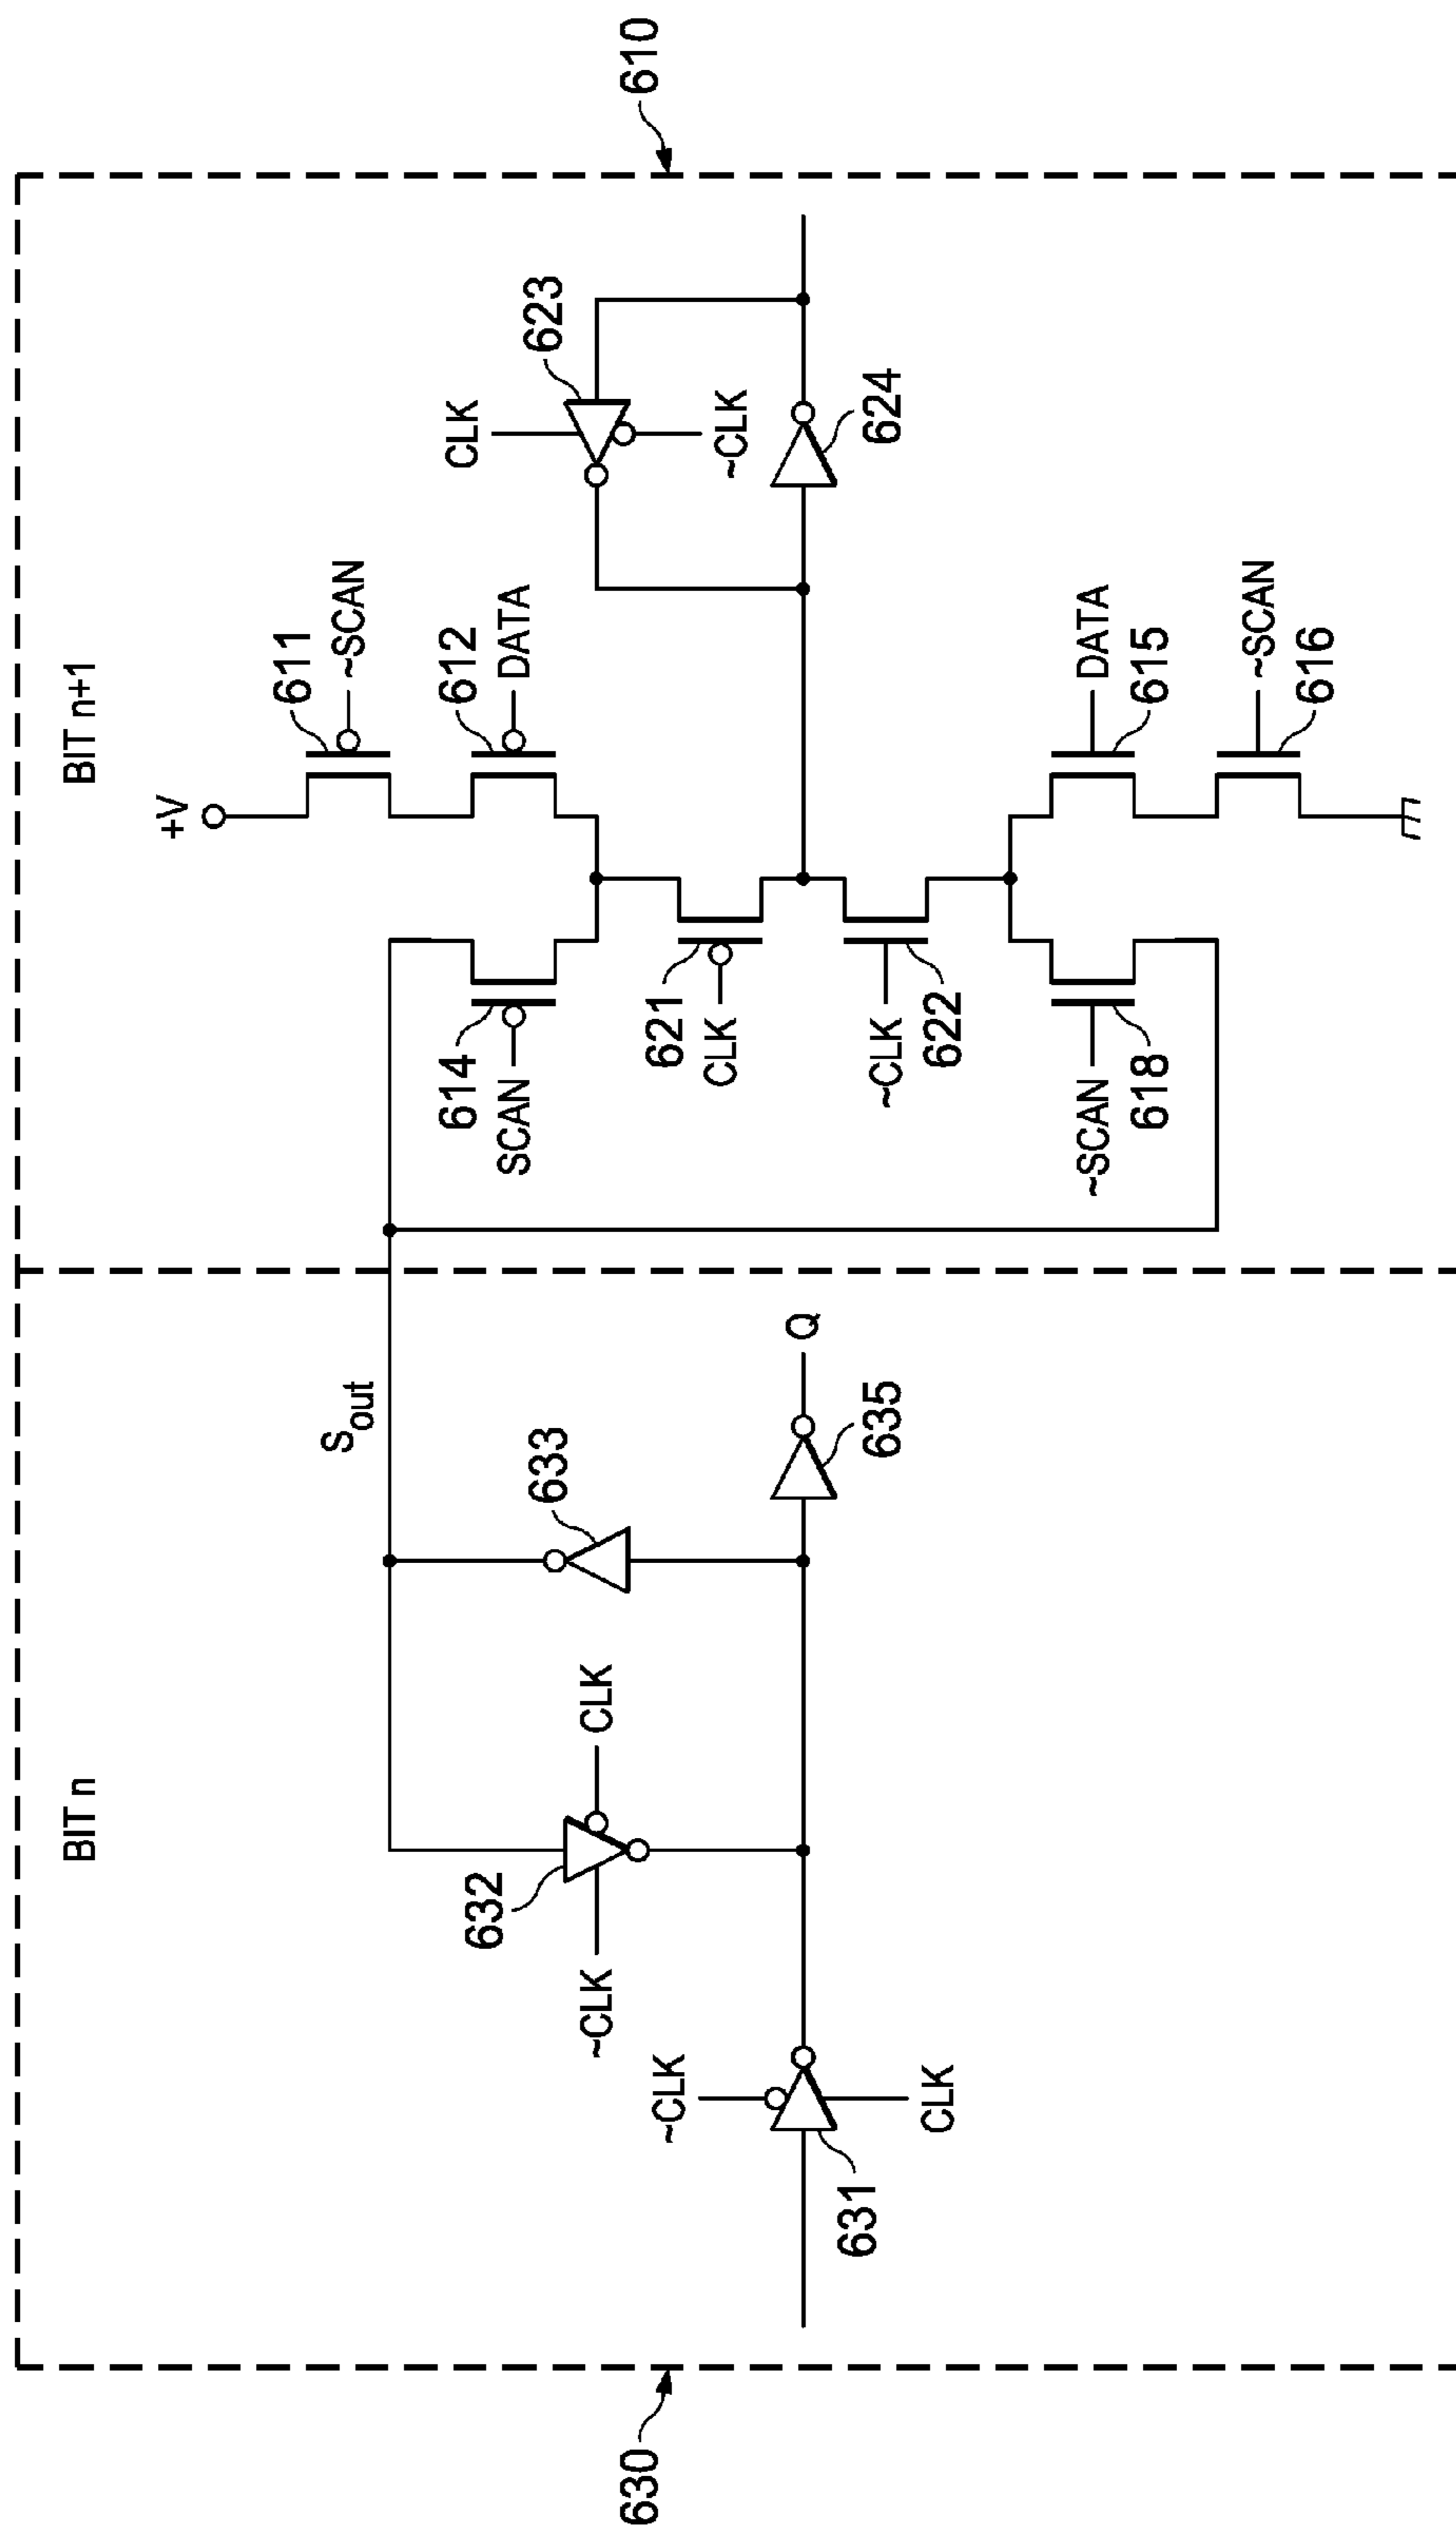 BIT n
BIT n+1
630
610
S_out
631
~CLK
CLK
632
~CLK
CLK
633
635
Q
+V
611
~SCAN
612
DATA
614
SCAN
621
CLK
~CLK
622
~SCAN
618
DATA
615
~SCAN
616
CLK
623
~CLK
624